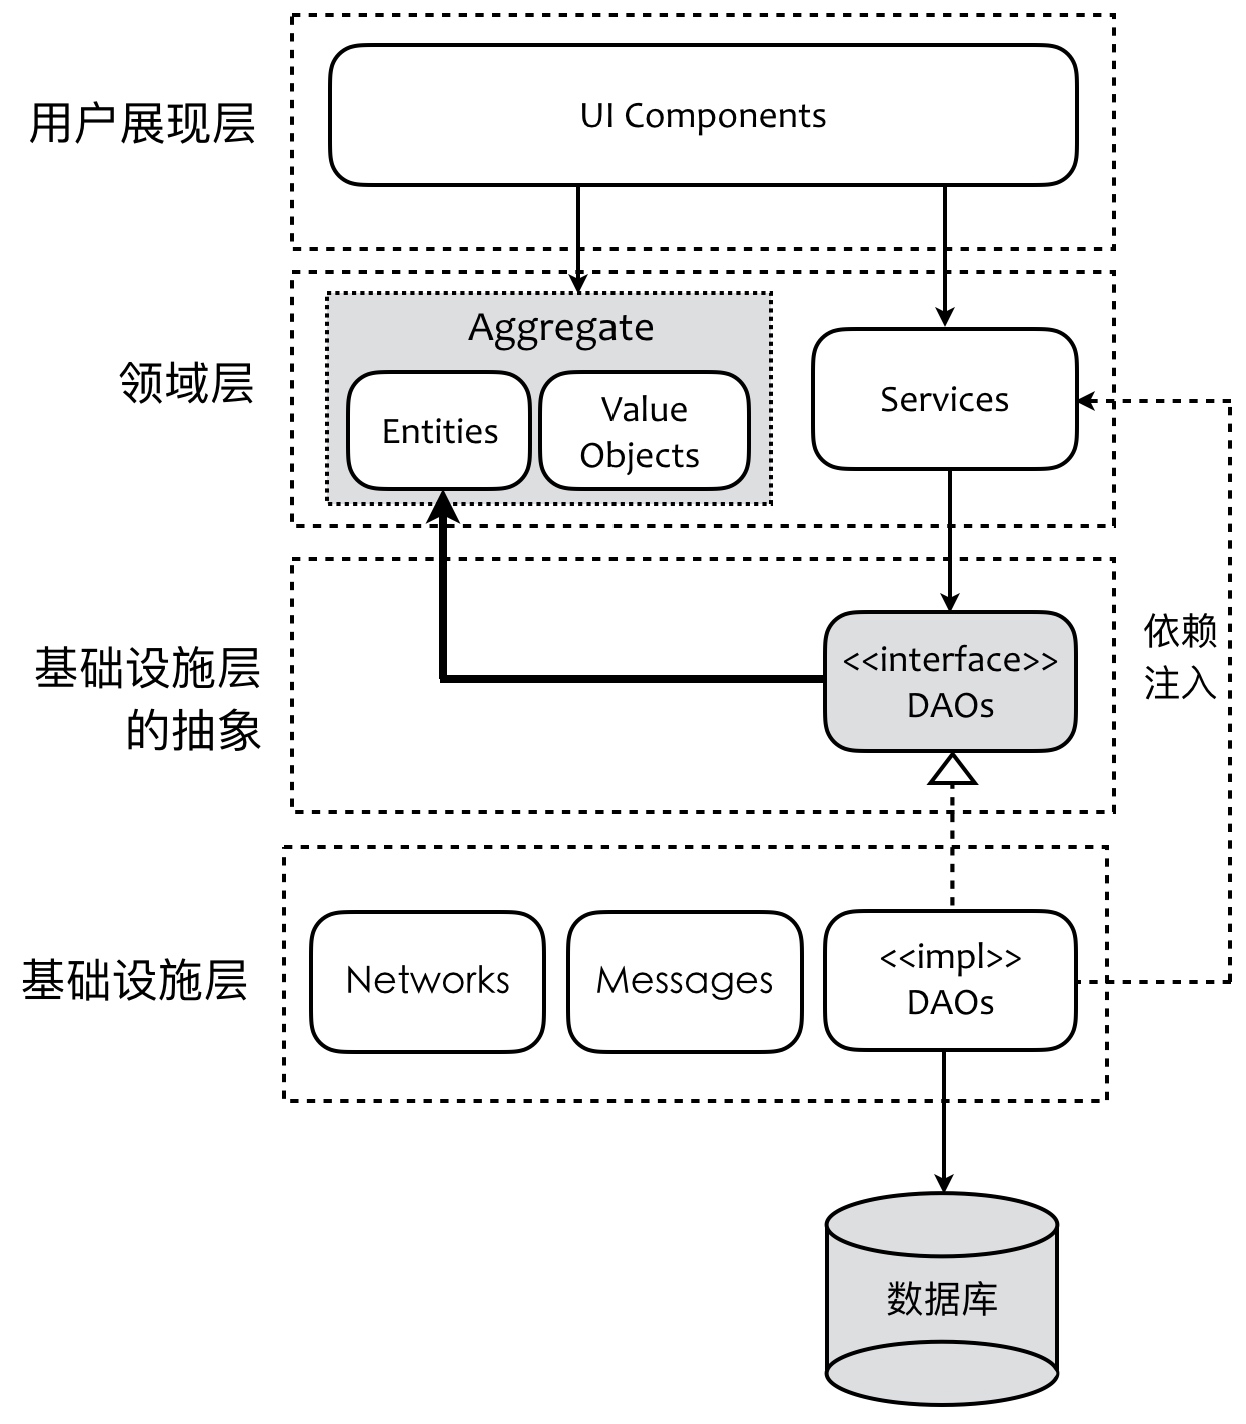 用户展现层
UI Components
领域层
Aggregate
Entities
Value
Objects
Services
基础设施层
的抽象
<<interface>>
DAOs
依赖
注入
基础设施层
Networks
Messages
<<impl>>
DAOs
数据库